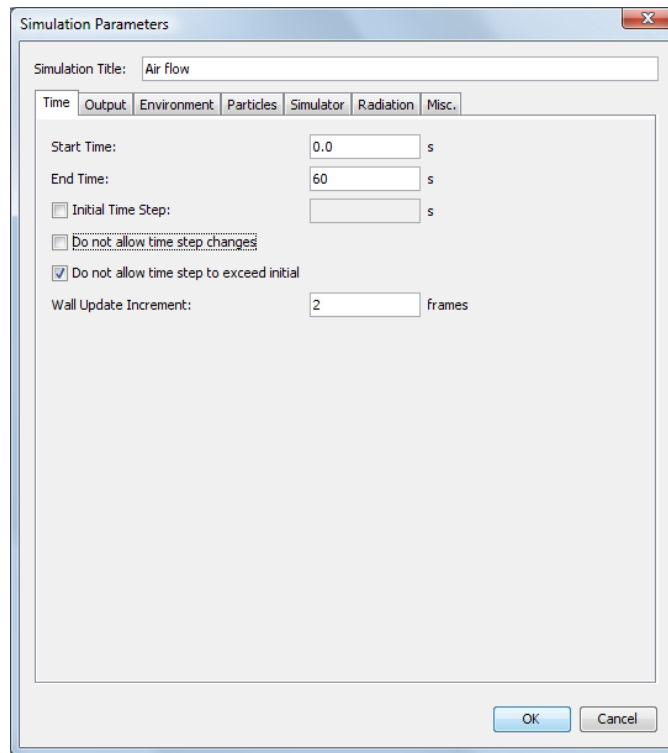 Simulation Parameters
Simulation Title: Air flow
Time Output Environment Particles Simulator Radiation Misc.
Start Time: 0.0 s
End Time: 60 s
Initial Time Step: s
Do not allow time step changes
Do not allow time step to exceed initial
Wall Update Increment: 2 frames
OK Cancel